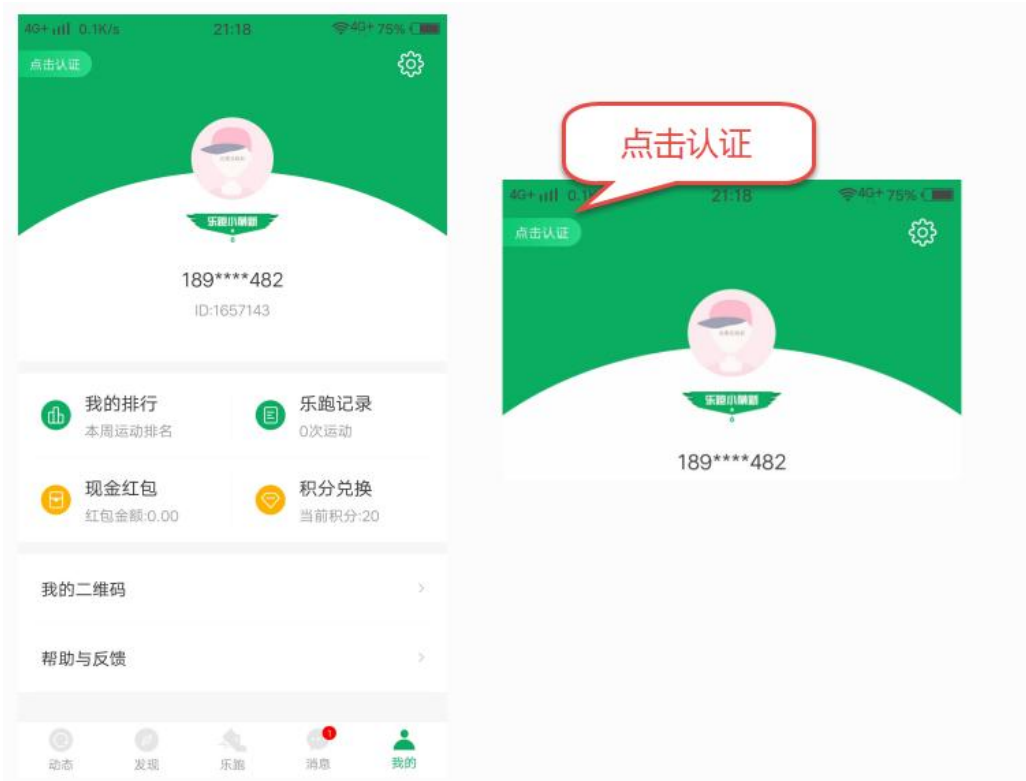 4G+ 0.1K/s 21:18 4G+ 75%
点击认证
乐跑小萌新
189****482
ID:1657143
我的排行
本周运动排名
乐跑记录
0次运动
现金红包
红包金额:0.00
积分兑换
当前积分:20
我的二维码
帮助与反馈
1
动态 发现 乐跑 消息 我的
点击认证
4G+ 21:18 4G+ 75%
点击认证
乐跑小萌新
189****482